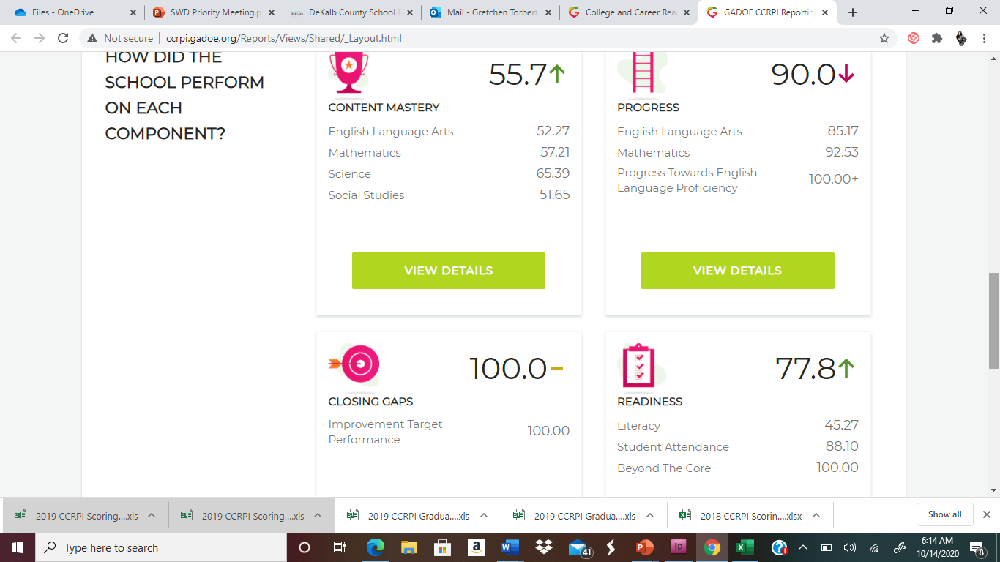 Files - OneDrive
SWD Priority Meeting.p
DeKalb County School D
Mail - Gretchen Torbert
College and Career Rea
GADOE CCRPI Reportin
Not secure
ccrpi.gadoe.org/Reports/Views/Shared/_Layout.html
HOW DID THE
SCHOOL PERFORM
ON EACH
COMPONENT?
55.7
CONTENT MASTERY
English Language Arts 52.27
Mathematics 57.21
Science 65.39
Social Studies 51.65
VIEW DETAILS
90.0
PROGRESS
English Language Arts 85.17
Mathematics 92.53
Progress Towards English
Language Proficiency 100.00+
VIEW DETAILS
100.0
CLOSING GAPS
Improvement Target
Performance 100.00
77.8
READINESS
Literacy 45.27
Student Attendance 88.10
Beyond The Core 100.00
2019 CCRPI Scoring....xls
2019 CCRPI Scoring....xls
2019 CCRPI Gradua....xls
2019 CCRPI Gradua....xls
2018 CCRPI Scorin....xlsx
Show all
Type here to search
41
6:14 AM
10/14/2020
8